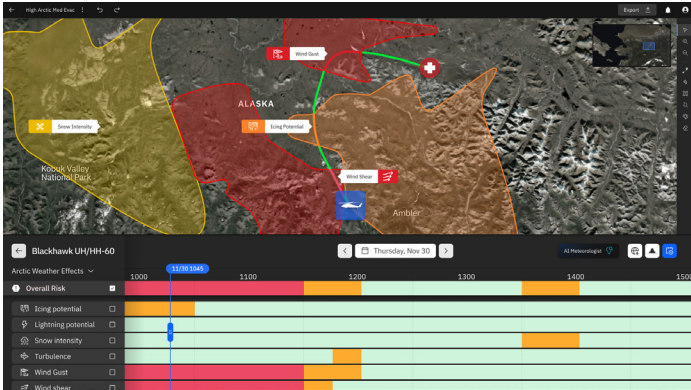 High Arctic Med Evac
Export
Wind Gust
ALASKA
Snow Intensity
Icing Potential
Kobuk Valley
National Park
Wind Shear
Ambler
Blackhawk UH/HH-60
Thursday, Nov 30
AI Meteorologist
Arctic Weather Effects
11/30 1045
1000
1100
1200
1300
1400
1500
Overall Risk
Icing potential
Lightning potential
Snow intensity
Turbulence
Wind Gust
Wind shear